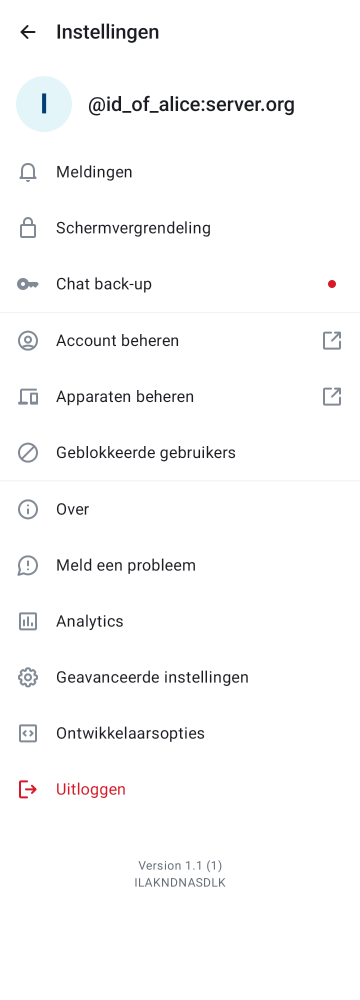 Instellingen
I
@id_of_alice:server.org
Meldingen
Schermvergrendeling
Chat back-up
Account beheren
Apparaten beheren
Geblokkeerde gebruikers
Over
Meld een probleem
Analytics
Geavanceerde instellingen
Ontwikkelaarsopties
Uitloggen
Version 1.1 (1)
ILAKNDNASDLK